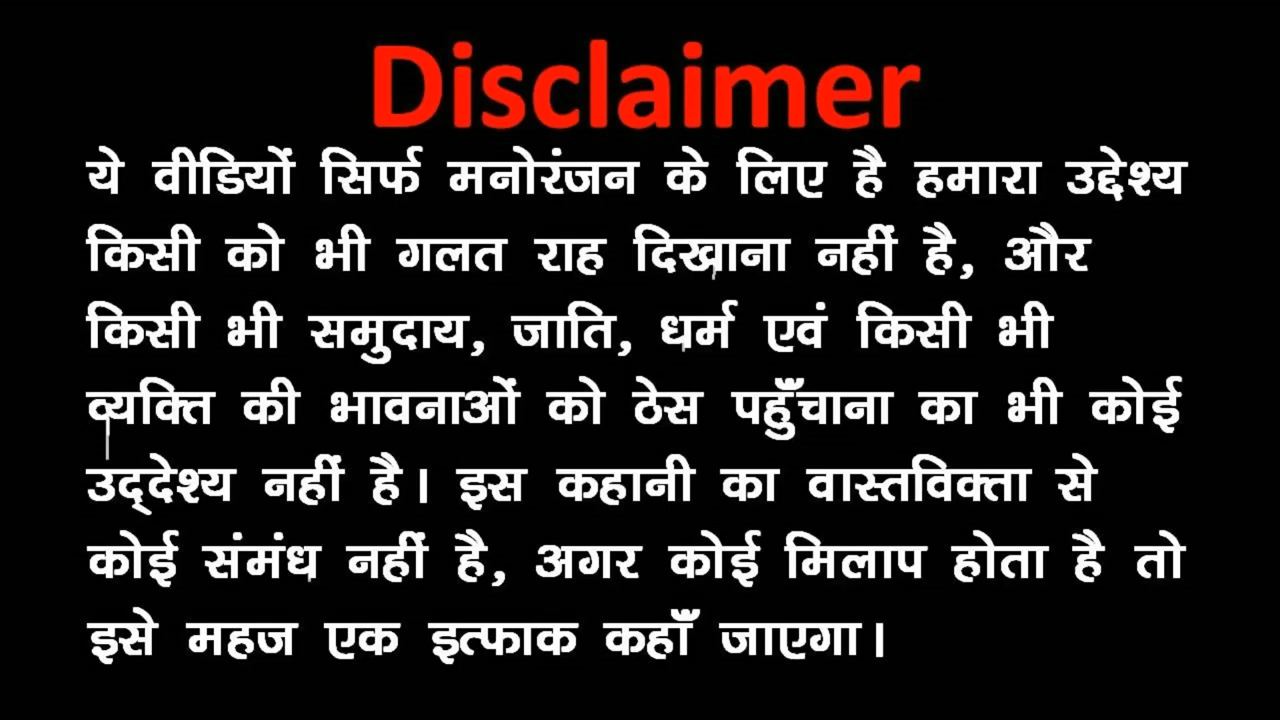 Disclaimer
ये वीडियों सिर्फ मनोरंजन के लिए है हमारा उद्देश्य
किसी को भी गलत राह दिखाना नहीं है, और
किसी भी समुदाय, जाति, धर्म एवं किसी भी
व्यक्ति की भावनाओं को ठेस पहुँचाना का भी कोई
उद्‌देश्य नहीं है। इस कहानी का वास्तविक्ता से
कोई संमंध नहीं है, अगर कोई मिलाप होता है तो
इसे महज एक इत्फाक कहाँ जाएगा।